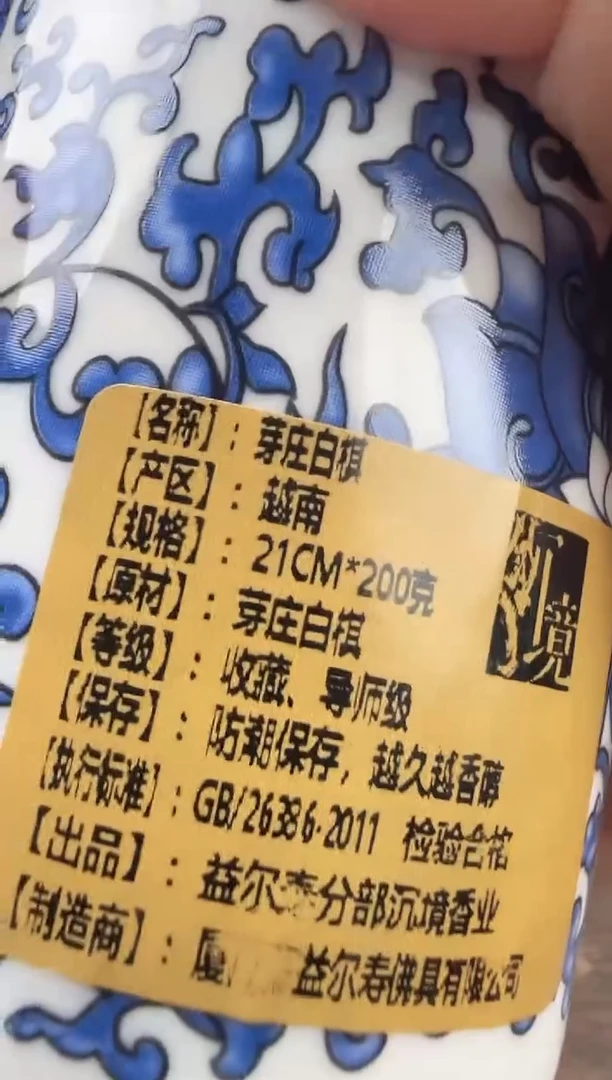 【名称】：芽庄白棋
【产区】：越南
【规格】：21CM*200克
【原材】：芽庄白棋
【等级】：收藏、导师级
【保存】：防潮保存，越久越香醇
【执行标准】：GB/26386-2011 检验合格
【出品】：益尔 分部沉境香业
【制造商】：厦 益尔寿佛具有限公司
境